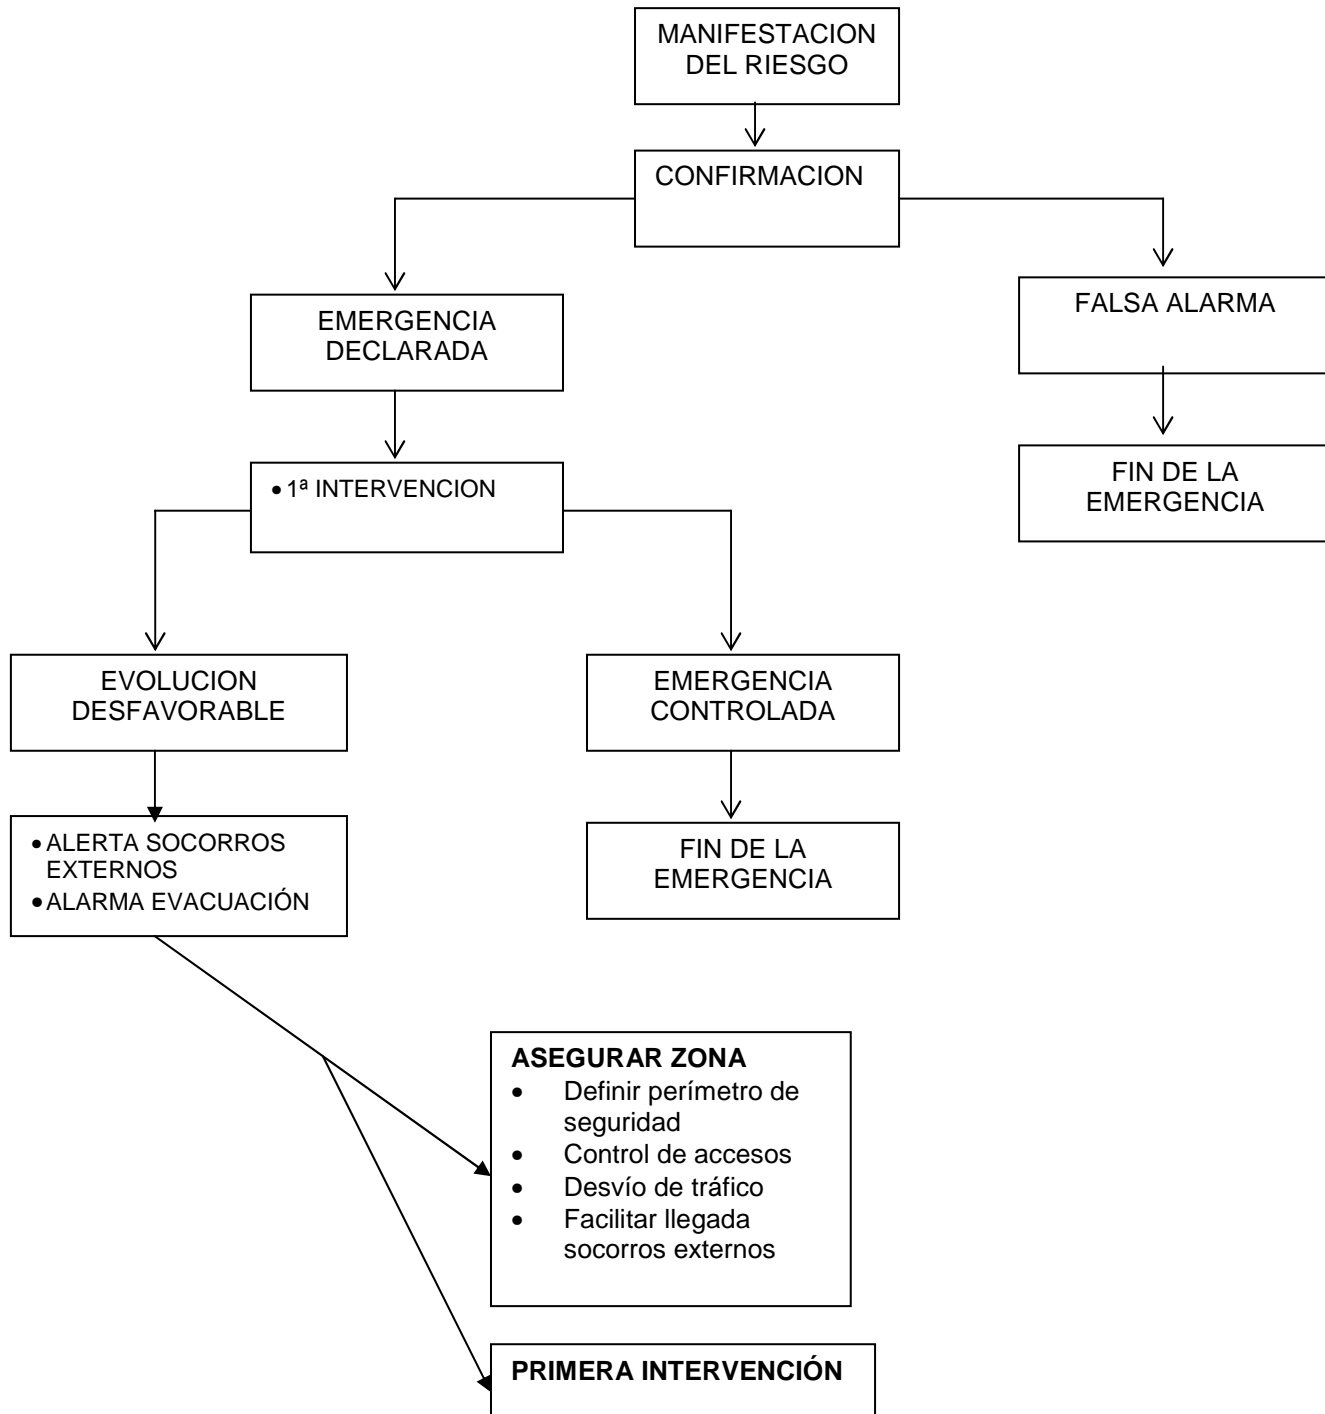 MANIFESTACION
DEL RIESGO
CONFIRMACION
EMERGENCIA
DECLARADA
FALSA ALARMA
• 1ª INTERVENCION
FIN DE LA
EMERGENCIA
EVOLUCION
DESFAVORABLE
EMERGENCIA
CONTROLADA
• ALERTA SOCORROS
EXTERNOS
• ALARMA EVACUACIÓN
FIN DE LA
EMERGENCIA
ASEGURAR ZONA
• Definir perímetro de
seguridad
• Control de accesos
• Desvío de tráfico
• Facilitar llegada
socorros externos
PRIMERA INTERVENCIÓN